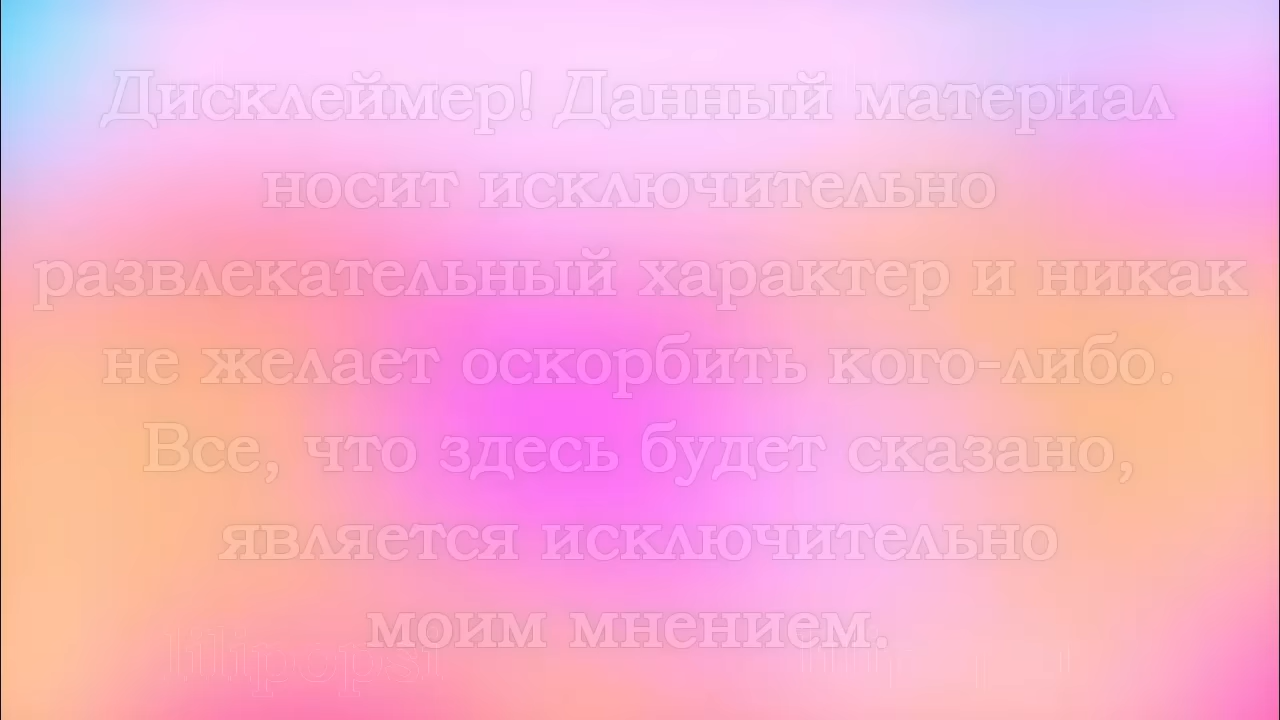 Дисклеймер! Данный материал
носит исключительно
развлекательный характер и никак
не желает оскорбить кого-либо.
Все, что здесь будет сказано,
является исключительно
моим мнением.